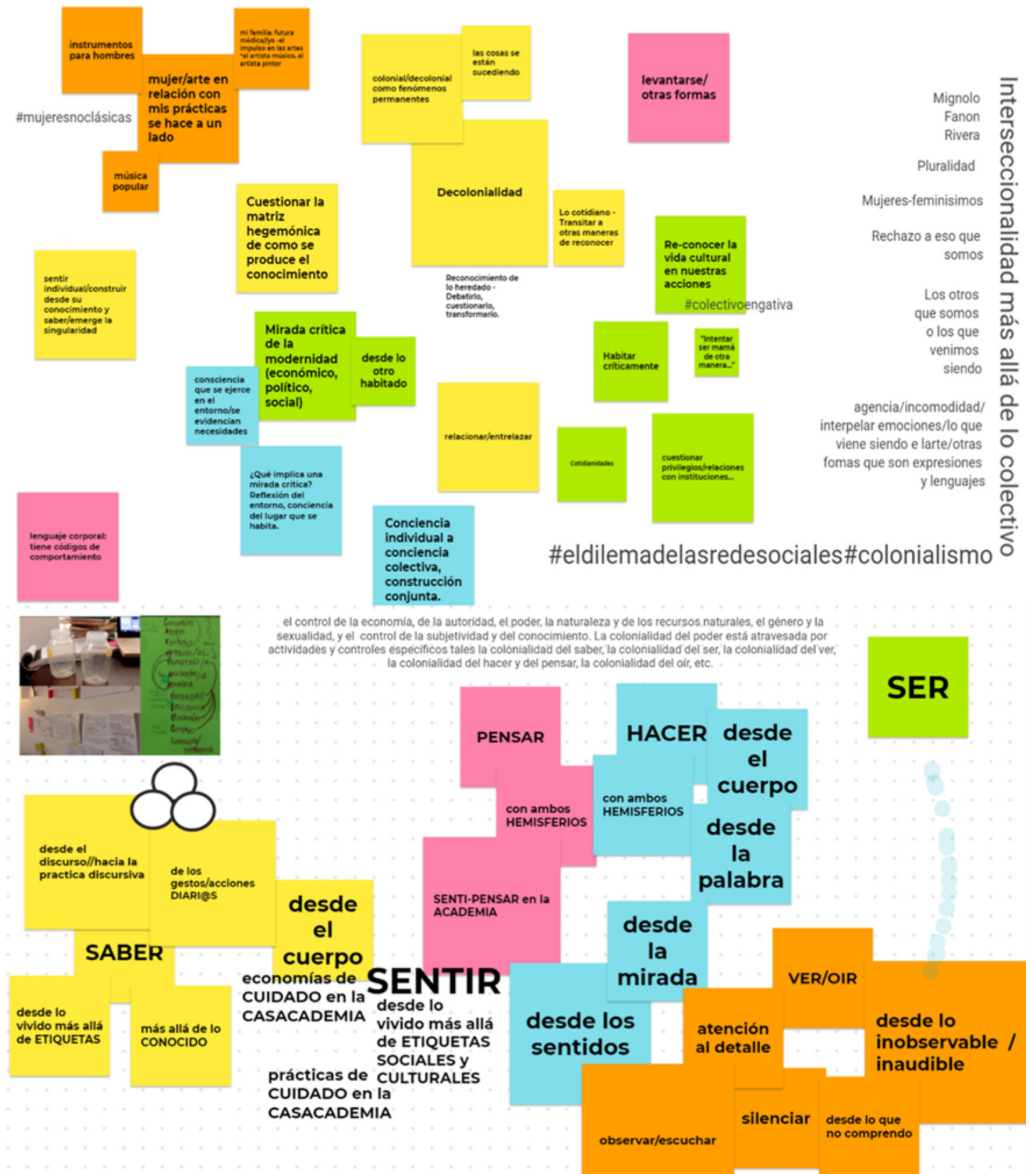 instrumentos
para hombres
mi familia: futura
médica//yo -el
impulso en las artes
*el artista músico, el
artista pintor
mujer/arte en
relación con
mis prácticas
se hace a un
lado
#mujeresnoclásicas
música
popular
colonial/decolonial
como fenómenos
permanentes
las cosas se
están
sucediendo
levantarse/
otras formas
Decolonialidad
Cuestionar la
matriz
hegemónica
de como se
produce el
conocimiento
Lo cotidiano -
Transitar a
otras maneras
de reconocer
Re-conocer la
vida cultural
en nuestras
acciones
#colectivoengativa
sentir
individual/construir
desde su
conocimiento y
saber/emerge la
singularidad
Reconocimiento de
lo heredado -
Debatirlo,
cuestionarlo,
transformarlo.
Mirada crítica
de la
modernidad
(económico,
político,
social)
desde lo
otro
habitado
Habitar
críticamente
"Intentar
ser mamá
de otra
manera..."
consciencia
que se ejerce
en el
entorno/se
evidencian
necesidades
relacionar/entrelazar
Cotidianidades
cuestionar
privilegios/relaciones
con instituciones...
¿Qué implica una
mirada crítica?
Reflexión del
entorno, conciencia
del lugar que se
habita.
lenguaje corporal:
tiene códigos de
comportamiento
Conciencia
individual a
conciencia
colectiva,
construcción
conjunta.
Mignolo
Fanon
Rivera
Pluralidad
Mujeres-feminisimos
Rechazo a eso que
somos
Los otros
que somos
o los que
venimos
siendo
agencia/incomodidad/
interpelar emociones/lo que
viene siendo e larte/otras
fomas que son expresiones
y lenguajes
Interseccionalidad más allá de lo colectivo
#eldilemadelasredesociales#colonialismo
el control de la economía, de la autoridad, el poder, la naturaleza y de los recursos naturales, el género y la
sexualidad, y el control de la subjetividad y del conocimiento. La colonialidad del poder está atravesada por
actividades y controles específicos tales la colonialidad del saber, la colonialidad del ser, la colonialidad del ver,
la colonialidad del hacer y del pensar, la colonialidad del oír, etc.
SER
PENSAR
con ambos
HEMISFERIOS
SENTI-PENSAR en la
ACADEMIA
HACER
con ambos
HEMISFERIOS
desde
el
cuerpo
desde
la
palabra
desde
la
mirada
desde los
sentidos
desde el
discurso//hacia la
practica discursiva
de los
gestos/acciones
DIARI@S
desde
el
cuerpo
SABER
desde lo
vivido más allá
de ETIQUETAS
más allá de lo
CONOCIDO
economías de
CUIDADO en la
CASACADEMIA
SENTIR
desde lo
vivido más allá
de ETIQUETAS
SOCIALES y
CULTURALES
prácticas de
CUIDADO en la
CASACADEMIA
VER/OIR
atención
al detalle
desde lo
inobservable /
inaudible
observar/escuchar
silenciar
desde lo que
no comprendo